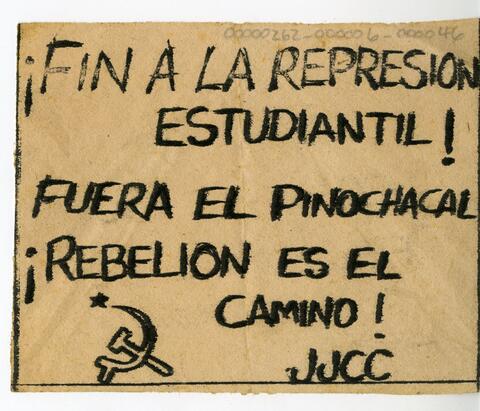 00000262-000006-000046
¡FIN A LA REPRESION
ESTUDIANTIL!
FUERA EL PINOCHACAL
¡REBELION ES EL
CAMINO!
JJCC